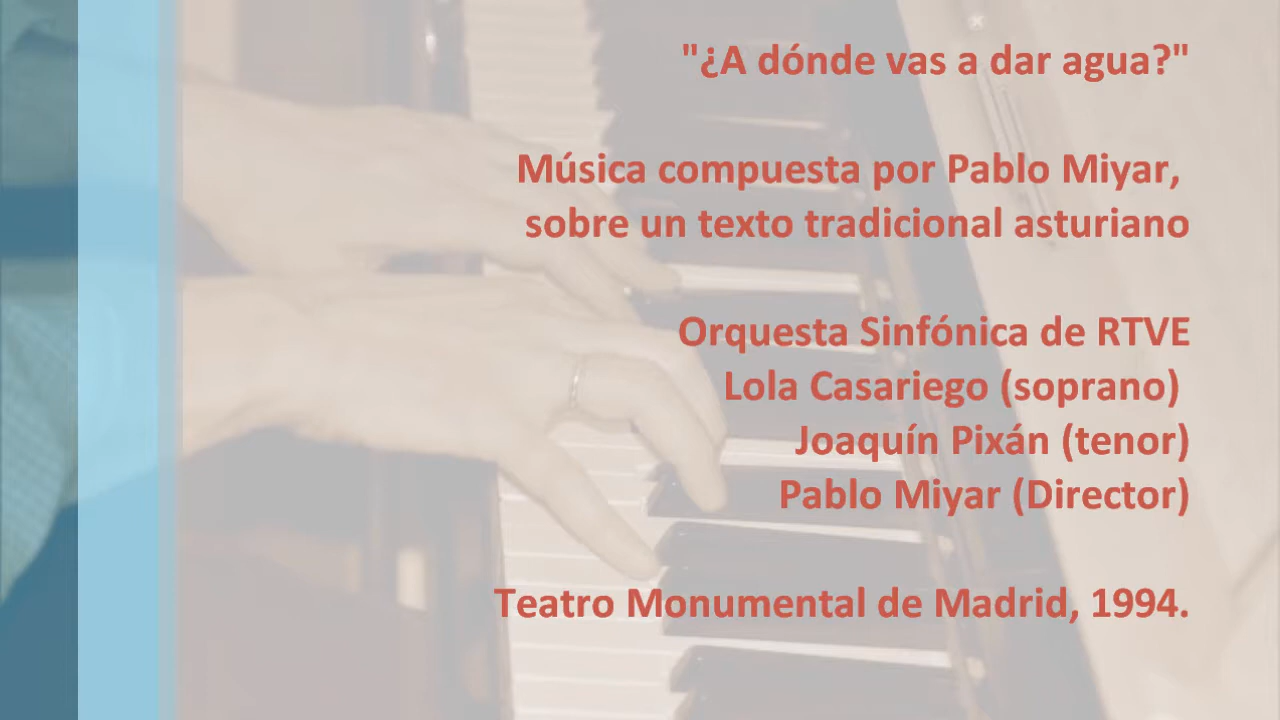 "¿A dónde vas a dar agua?"
Música compuesta por Pablo Miyar,
sobre un texto tradicional asturiano
Orquesta Sinfónica de RTVE
Lola Casariego (soprano)
Joaquín Pixán (tenor)
Pablo Miyar (Director)
Teatro Monumental de Madrid, 1994.